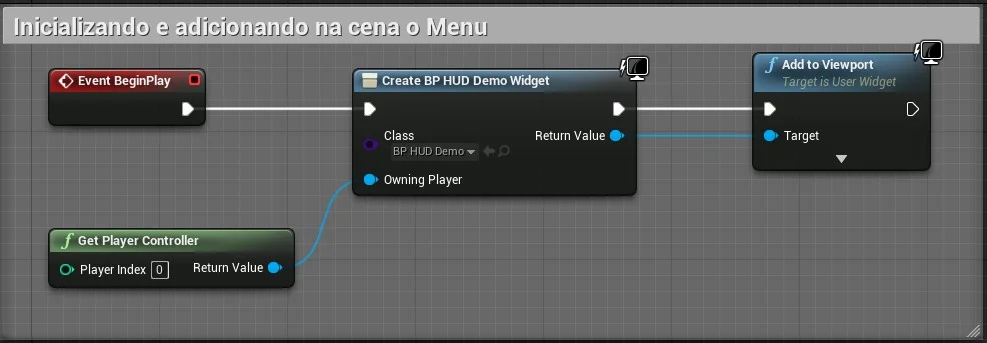 Inicializando e adicionando na cena o Menu
Event BeginPlay
Create BP HUD Demo Widget
Class
BP HUD Demo
Return Value
Owning Player
f Add to Viewport
Target is User Widget
Target
f Get Player Controller
Player Index 0
Return Value